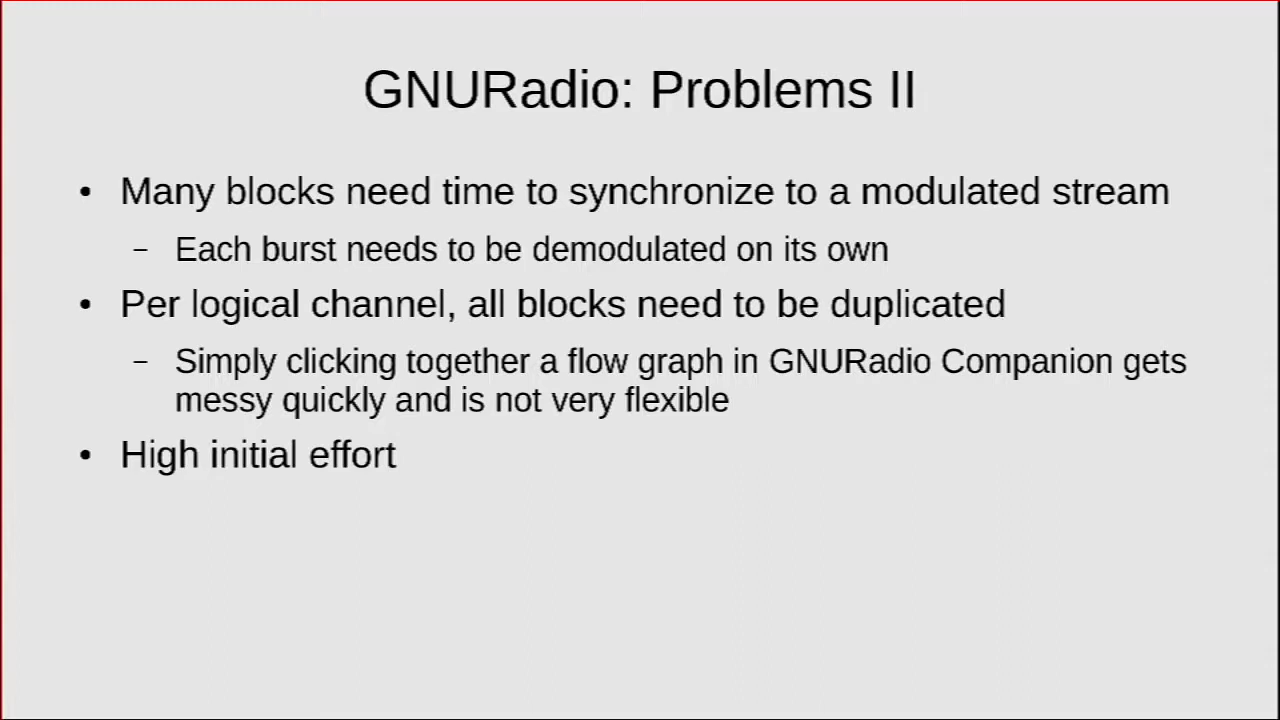 GNURadio: Problems II
• Many blocks need time to synchronize to a modulated stream
– Each burst needs to be demodulated on its own
• Per logical channel, all blocks need to be duplicated
– Simply clicking together a flow graph in GNURadio Companion gets
messy quickly and is not very flexible
• High initial effort